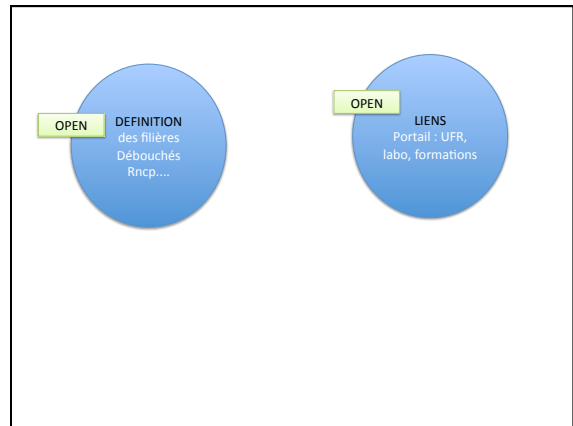 OPEN
DEFINITION
des filières
Débouchés
Rncp....
OPEN
LIENS
Portail : UFR,
labo, formations